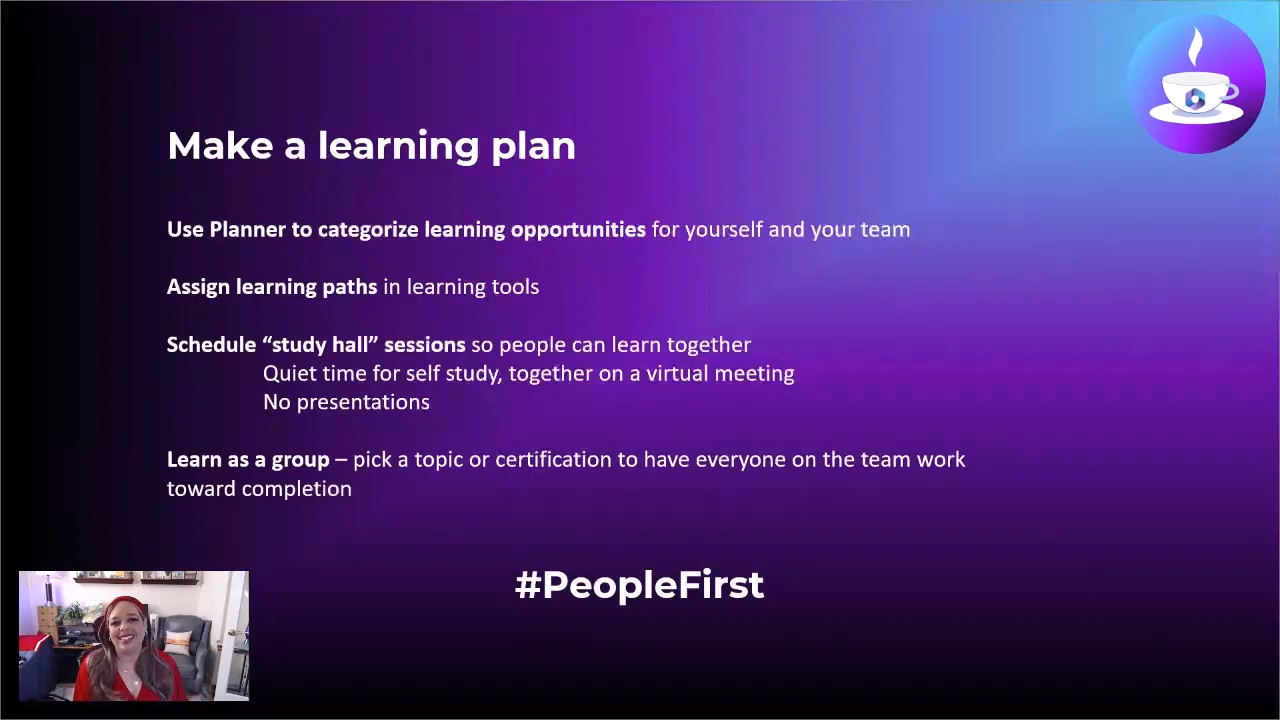 Make a learning plan
Use Planner to categorize learning opportunities for yourself and your team
Assign learning paths in learning tools
Schedule “study hall” sessions so people can learn together
Quiet time for self study, together on a virtual meeting
No presentations
Learn as a group – pick a topic or certification to have everyone on the team work
toward completion
#PeopleFirst